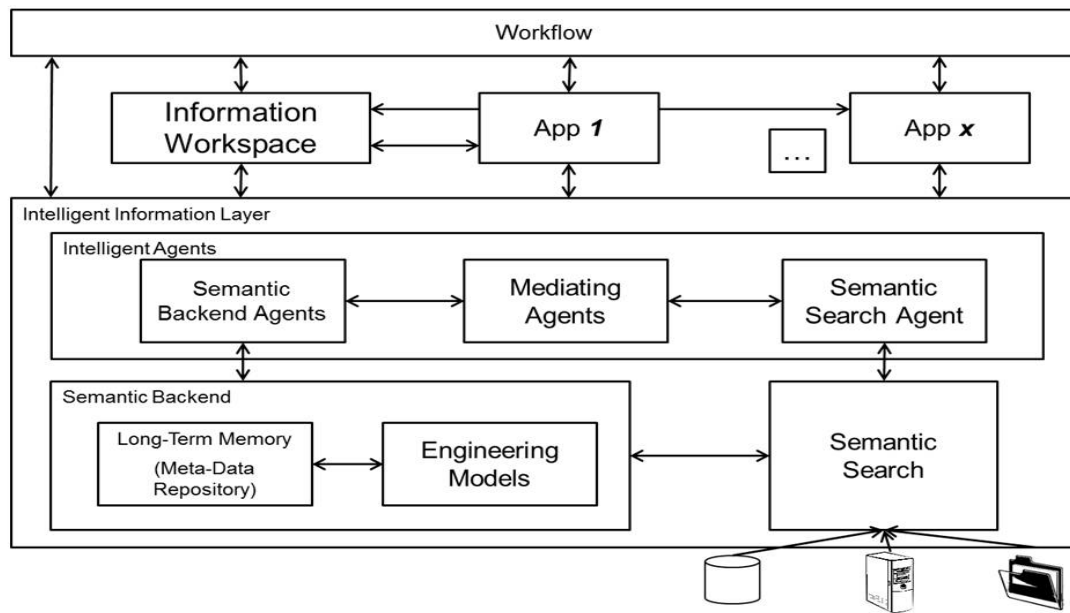 Workflow
Information
Workspace
App 1
...
App x
Intelligent Information Layer
Intelligent Agents
Semantic
Backend Agents
Mediating
Agents
Semantic
Search Agent
Semantic Backend
Long-Term Memory
(Meta-Data
Repository)
Engineering
Models
Semantic
Search